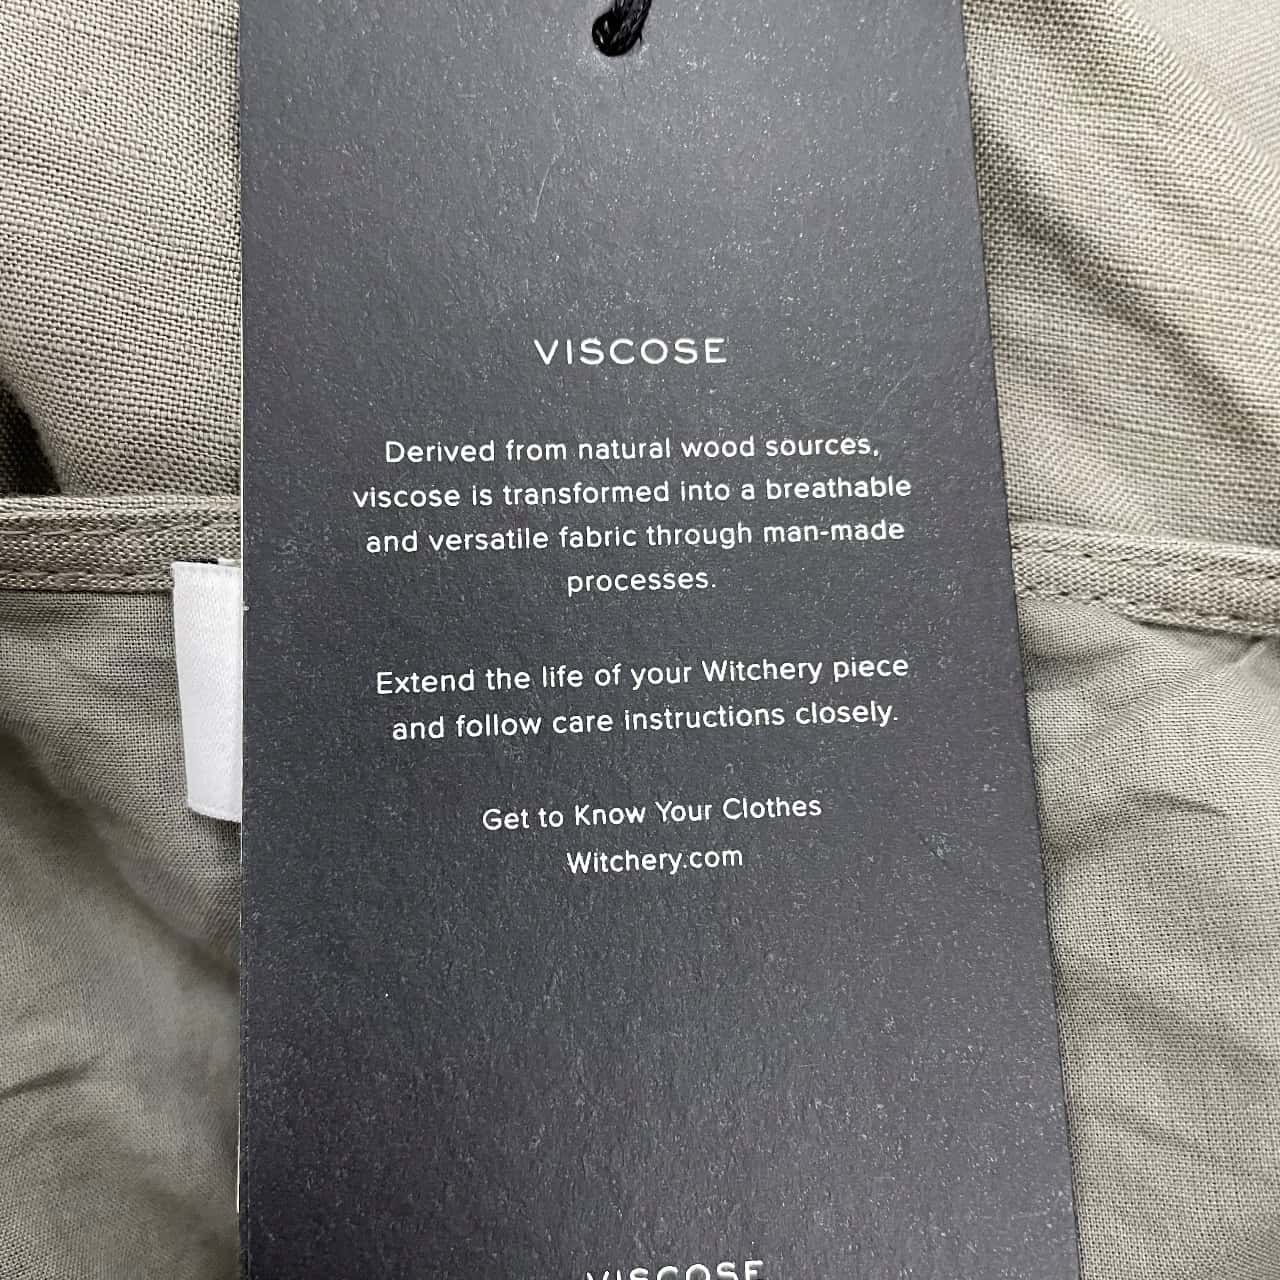 VISCOSE
Derived from natural wood sources,
viscose is transformed into a breathable
and versatile fabric through man-made
processes.
Extend the life of your Witchery piece
and follow care instructions closely.
Get to Know Your Clothes
Witchery.com
VISCOSE